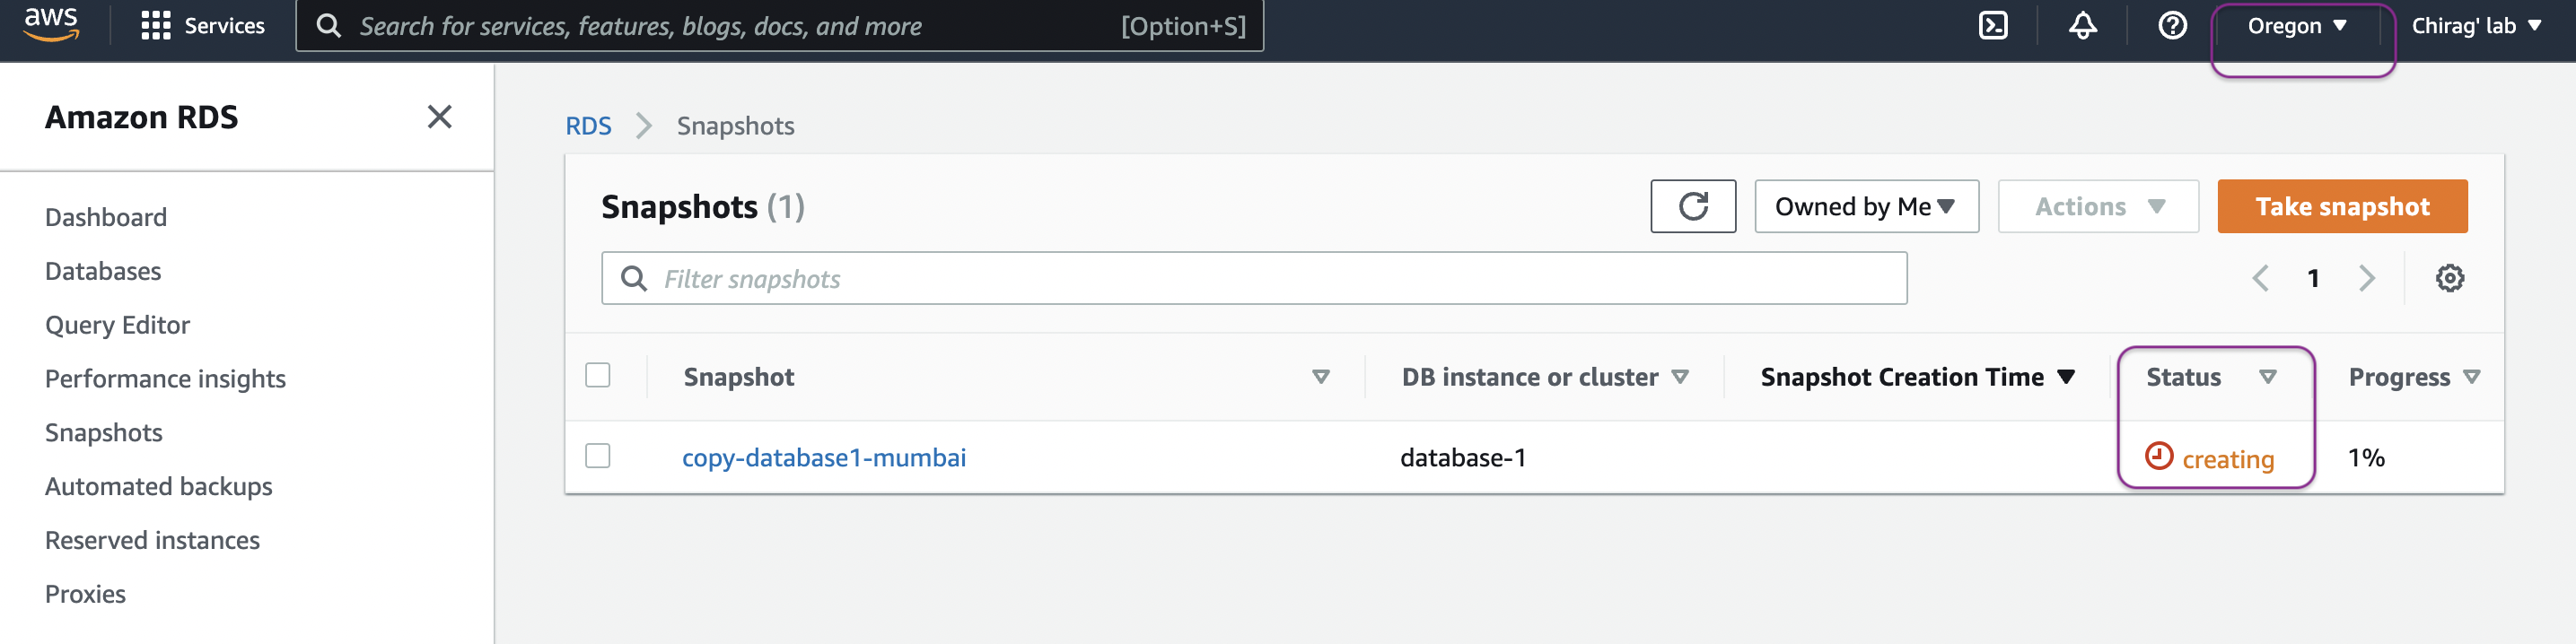 aws
Services
Search for services, features, blogs, docs, and more
[Option+S]
Oregon
Chirag' lab
Amazon RDS
Dashboard
Databases
Query Editor
Performance insights
Snapshots
Automated backups
Reserved instances
Proxies
RDS
Snapshots
Snapshots (1)
Owned by Me
Actions
Take snapshot
Filter snapshots
1
Snapshot
DB instance or cluster
Snapshot Creation Time
Status
Progress
copy-database1-mumbai
database-1
creating
1%